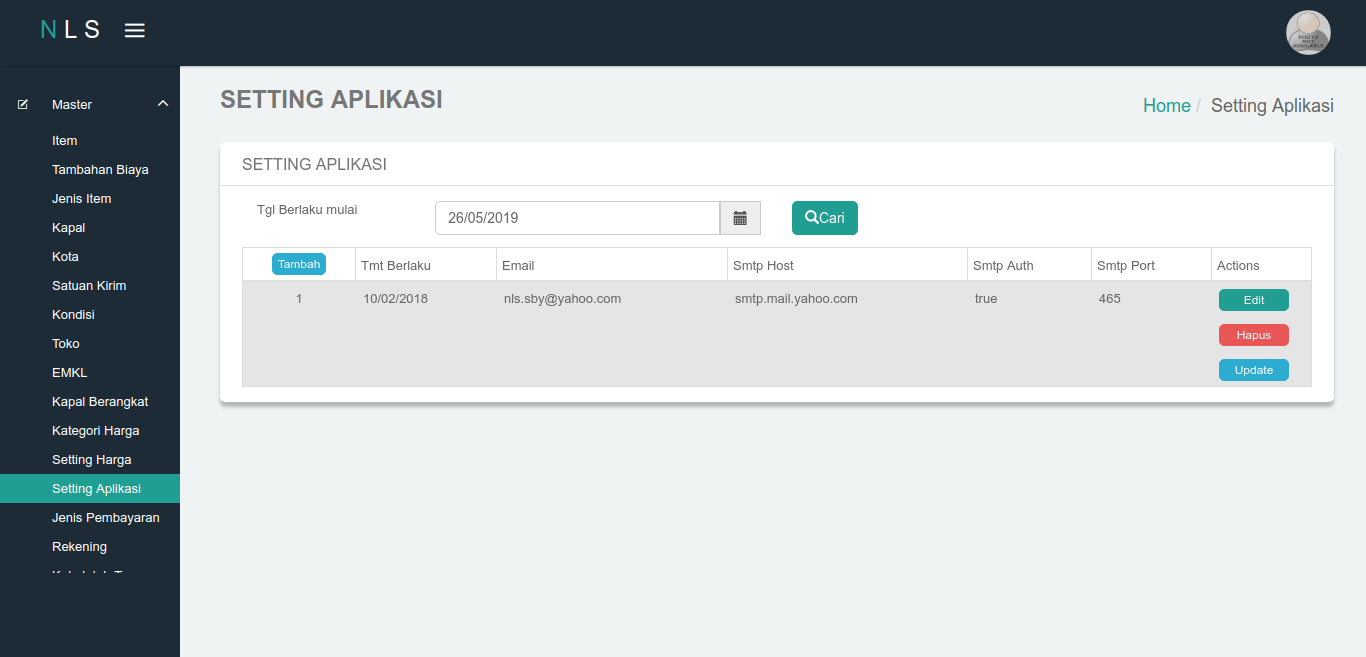 NLS
PHOTO NOT AVAILABLE
Master
Item
Tambahan Biaya
Jenis Item
Kapal
Kota
Satuan Kirim
Kondisi
Toko
EMKL
Kapal Berangkat
Kategori Harga
Setting Harga
Setting Aplikasi
Jenis Pembayaran
Rekening
SETTING APLIKASI
Home / Setting Aplikasi
SETTING APLIKASI
Tgl Berlaku mulai 26/05/2019 Cari
Tambah Tmt Berlaku Email Smtp Host Smtp Auth Smtp Port Actions
1 10/02/2018 nls.sby@yahoo.com smtp.mail.yahoo.com true 465 Edit
Hapus
Update